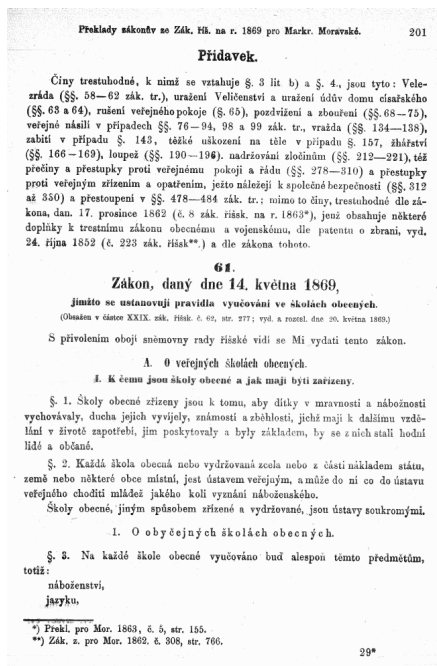 Překlady zákonův ze Zák. říš. na r. 1869 pro Markr. Moravské. 201
Přídavek.
Činy trestuhodné, k nimž se vztahuje §. 3 lit b) a §. 4., jsou tyto: Vele-
zráda (§§. 58—62 zák. tr.), uražení Veličenství a uražení údův domu císařského
(§§. 63 a 64), rušení veřejného pokoje (§. 65), pozdvižení a zbouření (§§. 68—75),
veřejné násilí v případech §§. 76—94, 98 a 99 zák. tr., vražda (§§. 134—138),
zabití v případu §. 143, těžké uškození na těle v případu §. 157, žhářství
(§§. 166—169), loupež (§§. 190—196). nadržování zločinům (§§. 212—221), též
přečiny a přestupky proti veřejnému pokoji a řádu (§§. 278—310) a přestupky
proti veřejným zřízením a opatřením, ježto náležejí k společné bezpečnosti (§§. 312
až 350) a přestoupení v §§. 478—484 zák. tr.; mimo to činy, trestuhodné dle zá-
kona, dan. 17. prosince 1862 (č. 8 zák. říšsk. na r. 1863*), jenž obsahuje některé
doplňky k trestnímu zákonu obecnému a vojenskému, dle patentu o zbrani, vyd.
24. října 1852 (č. 223 zák. říšsk**.) a dle zákona tohoto.
61.
Zákon, daný dne 14. května 1869,
jímžto se ustanovují pravidla vyučování ve školách obecných.
(Obsažen v částce XXIX. zák. říšsk. č. 62, str. 277; vyd. a rozesl. dne 20. května 1869.)
S přivolením obojí sněmovny rady říšské vidí se Mi vydati tento zákon.
A. O veřejných školách obecných.
I. K čemu jsou školy obecné a jak mají býti zařízeny.
§. 1. Školy obecné zřízeny jsou k tomu, aby dítky v mravnosti a nábožnosti
vychovávaly, ducha jejich vyvíjely, známostí a zběhlosti, jichž mají k dalšímu vzdě-
lání v životě zapotřebí, jim poskytovaly a byly základem, by se z nich stali hodní
lidé a občané.
§. 2. Každá škola obecná nebo vydržovaná zcela nebo z části nákladem státu,
země nebo některé obce místní, jest ústavem veřejným, a může do ní co do ústavu
veřejného choditi mládež jakého koli vyznání náboženského.
Školy obecné, jiným spůsobem zřízené a vydržované, jsou ústavy soukromými.
1. O obyčejných školách obecných.
§. 3. Na každé škole obecné vyučováno buď alespoň těmto předmětům,
totiž:
náboženství,
jazyku,
*) Překl. pro Mor. 1863, č. 5, str. 155.
**) Zák. z. pro Mor. 1862. č. 308, str. 766.
29*